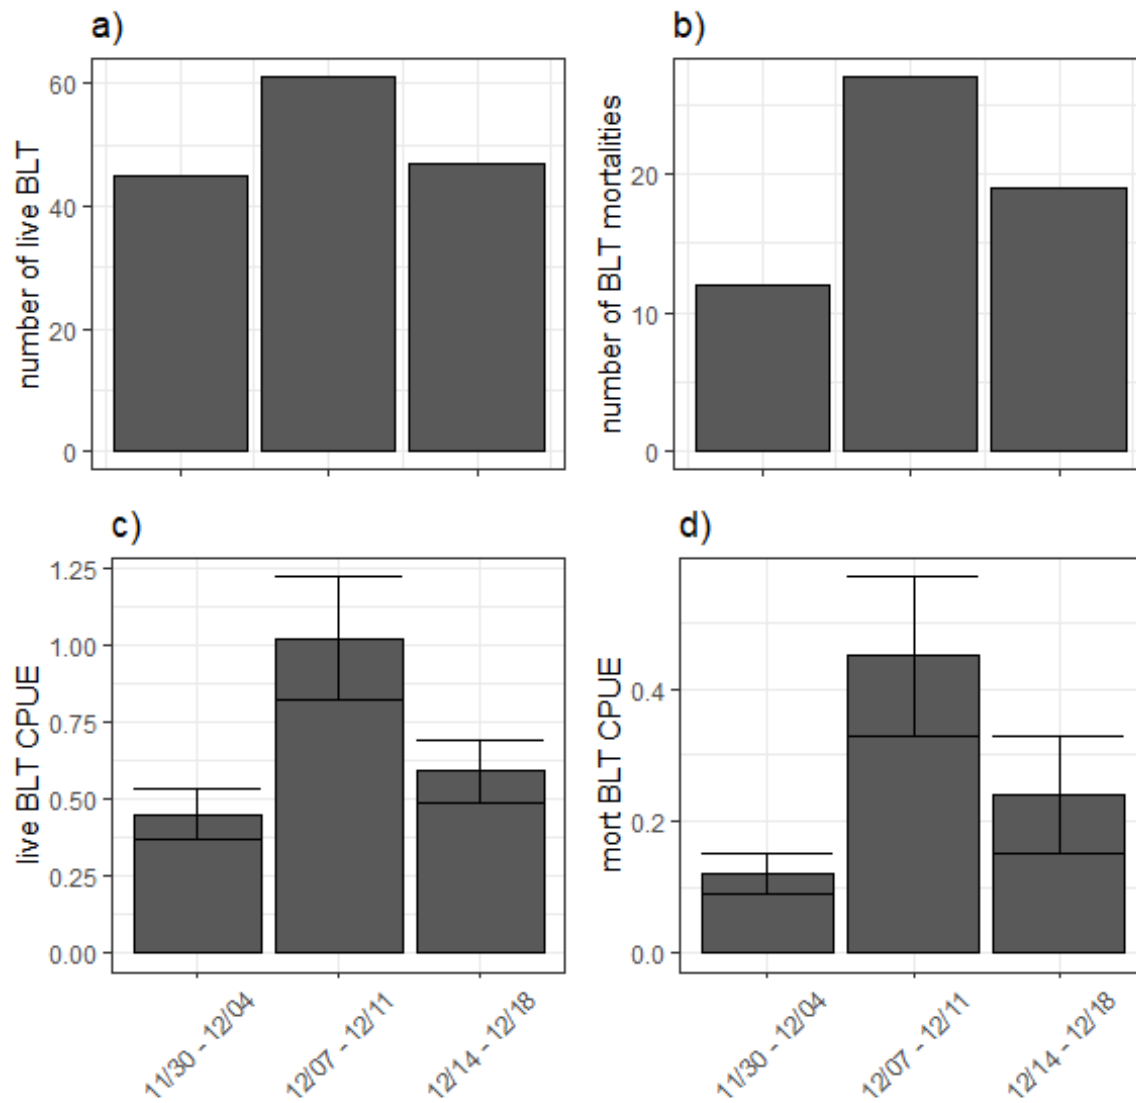 a)
number of live BLT
60
40
20
0
b)
number of BLT mortalities
20
10
0
c)
live BLT CPUE
1.25
1.00
0.75
0.50
0.25
0.00
11/30 - 12/04
12/07 - 12/11
12/14 - 12/18
d)
mort BLT CPUE
0.4
0.2
0.0
11/30 - 12/04
12/07 - 12/11
12/14 - 12/18